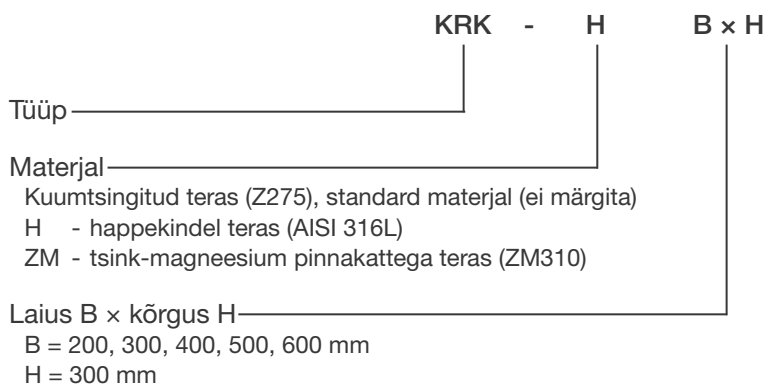 KRK - H B × H
Tüüp
Materjal
Kuumtsingitud teras (Z275), standard materjal (ei märgita)
H - happekindel teras (AISI 316L)
ZM - tsink-magneesium pinnakattega teras (ZM310)
Laius B × kõrgus H
B = 200, 300, 400, 500, 600 mm
H = 300 mm